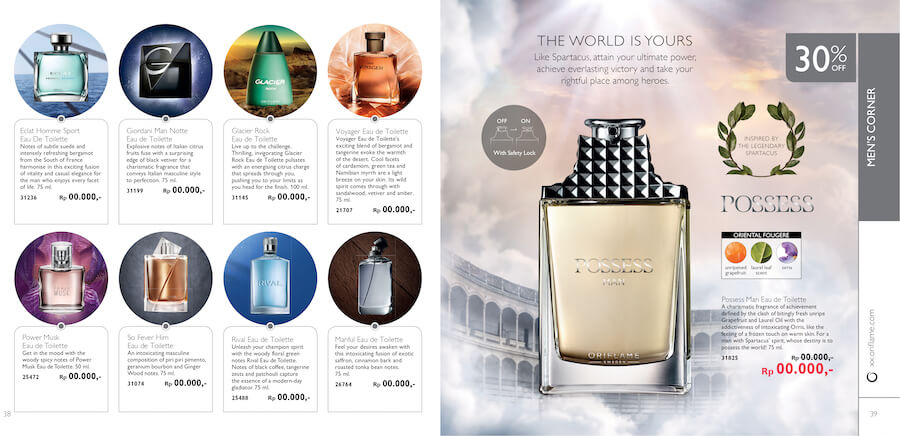 ECLAT
GLACIER
ROCK
VOYAGER
Eclat Homme Sport
Eau De Toilette
Notes of subtle suede and
intensely refreshing bergamot
from the South of France
harmonise in this exciting fusion
of vitality and casual elegance for
the man who enjoys every facet
of life. 75 ml.
31236 Rp 00.000,-
Giordani Man Notte
Eau de Toilette
Explosive notes of Italian citrus
fruits fuse with a surprising
edge of black vetiver for a
charismatic fragrance that
conveys Italian masculine style
to perfection. 75 ml.
31199 Rp 00.000,-
Glacier Rock
Eau de Toilette
Live up to the challenge.
Thrilling, invigorating Glacier
Rock Eau de Toilette pulsates
with an energising citrus charge
that spreads through you,
pushing you to your limits as
you head for the finish. 100 ml.
31145 Rp 00.000,-
Voyager Eau de Toilette
Voyager Eau de Toilette's
exciting blend of bergamot and
tangerine evoke the warmth
of the desert. Cool facets
of cardamom, green tea and
Namibian myrrh are a light
breeze on your skin. Its wild
spirit comes through with
sandalwood, vetiver and amber.
75 ml.
21707 Rp 00.000,-
POWER
MUSK
RIVAL
Power Musk
Eau de Toilette
Get in the mood with the
woody spicy notes of Power
Musk Eau de Toilette. 50 ml.
25472 Rp 00.000,-
So Fever Him
Eau de Toilette
An intoxicating masculine
composition of piri piri pimento,
geranium bourbon and Ginger
Wood notes. 75 ml.
31074 Rp 00.000,-
Rival Eau de Toilette
Unleash your champion spirit
with the woody floral green
notes Rival Eau de Toilette.
Notes of black coffee, tangerine
zests and patchouli capture
the essence of a modern-day
gladiator. 75 ml.
25488 Rp 00.000,-
Manful Eau de Toilette
Feel your desires awaken with
this intoxicating fusion of exotic
saffron, cinnamon bark and
roasted tonka bean notes.
75 ml.
26764 Rp 00.000,-
38
THE WORLD IS YOURS
Like Spartacus, attain your ultimate power,
achieve everlasting victory and take your
rightful place among heroes.
30% OFF
MEN'S CORNER
OFF ON
With Safety Lock
INSPIRED BY
THE LEGENDARY
SPARTACUS
POSSESS
ORIENTAL FOUGERE
unripened
grapefruit
laurel leaf
scent
orris
POSSESS
MAN
ORIFLAME
SWEDEN
Possess Man Eau de Toilette
A charismatic fragrance of achievement
defined by the clash of bitingly fresh unripe
Grapefruit and Laurel Oil with the
addictiveness of intoxicating Orris, like the
feeling of a frozen touch on warm skin. For a
man with Spartacus' spirit, whose destiny is to
possess the world! 75 ml.
31825 Rp 00.000,-
Rp 00.000,-
xx.oriflame.com
39